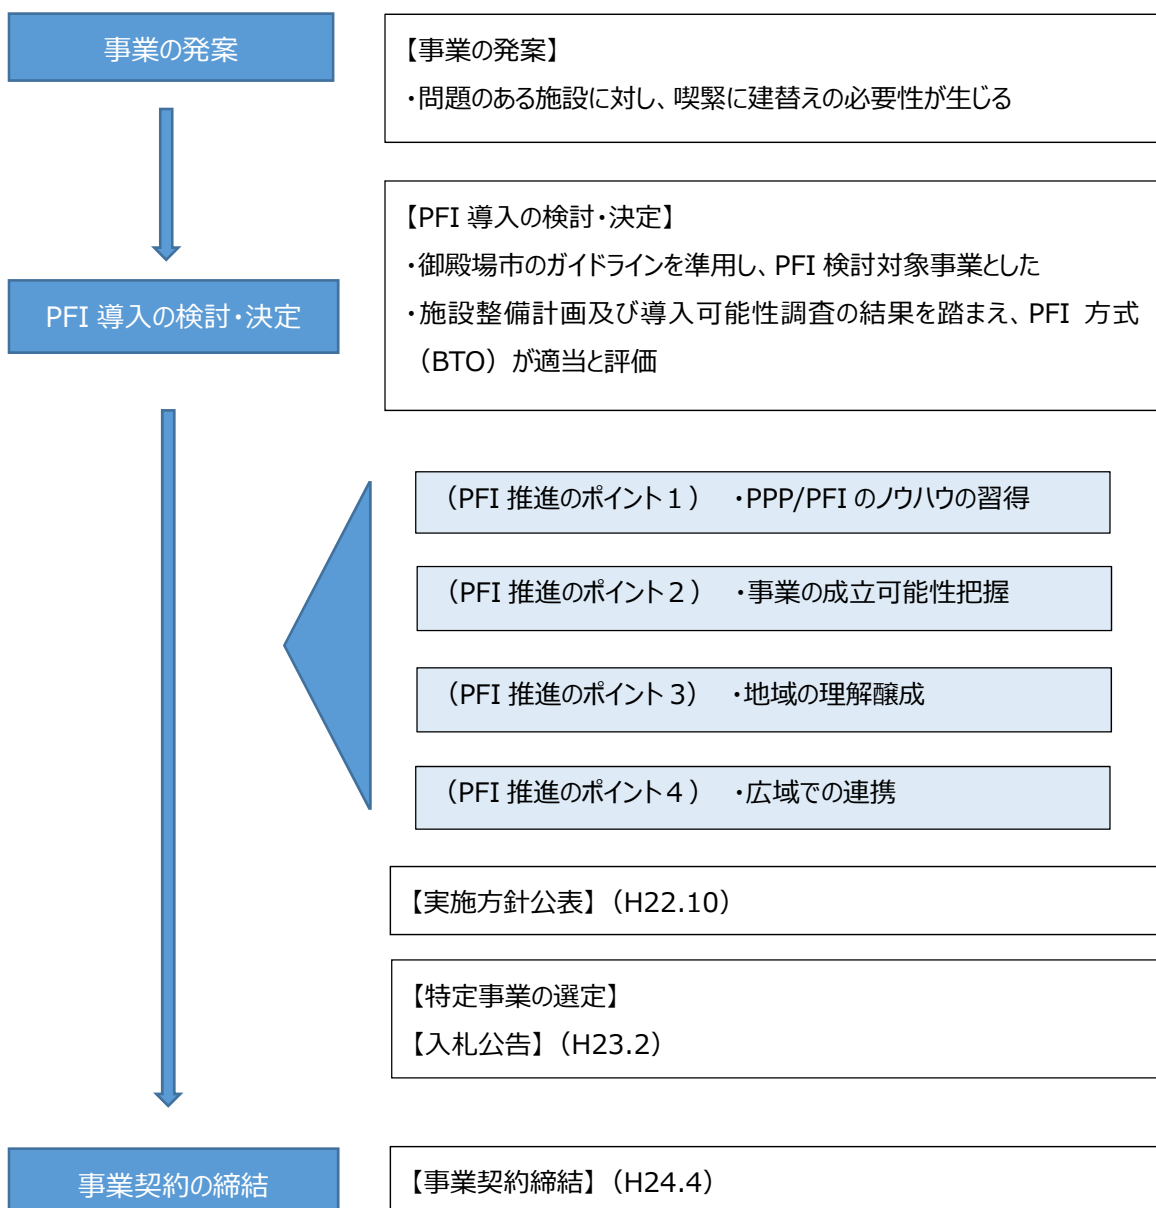 事業の発案
【事業の発案】
・問題のある施設に対し、喫緊に建替えの必要性が生じる
【PFI 導入の検討・決定】
・御殿場市のガイドラインを準用し、PFI 検討対象事業とした
PFI 導入の検討・決定
・施設整備計画及び導入可能性調査の結果を踏まえ、PFI 方式
（BTO）が適当と評価
（PFI 推進のポイント１）　・PPP/PFI のノウハウの習得
（PFI 推進のポイント２）　・事業の成立可能性把握
（PFI 推進のポイント３）　・地域の理解醸成
（PFI 推進のポイント４）　・広域での連携
【実施方針公表】（H22.10）
【特定事業の選定】
【入札公告】（H23.2）
事業契約の締結
【事業契約締結】（H24.4）